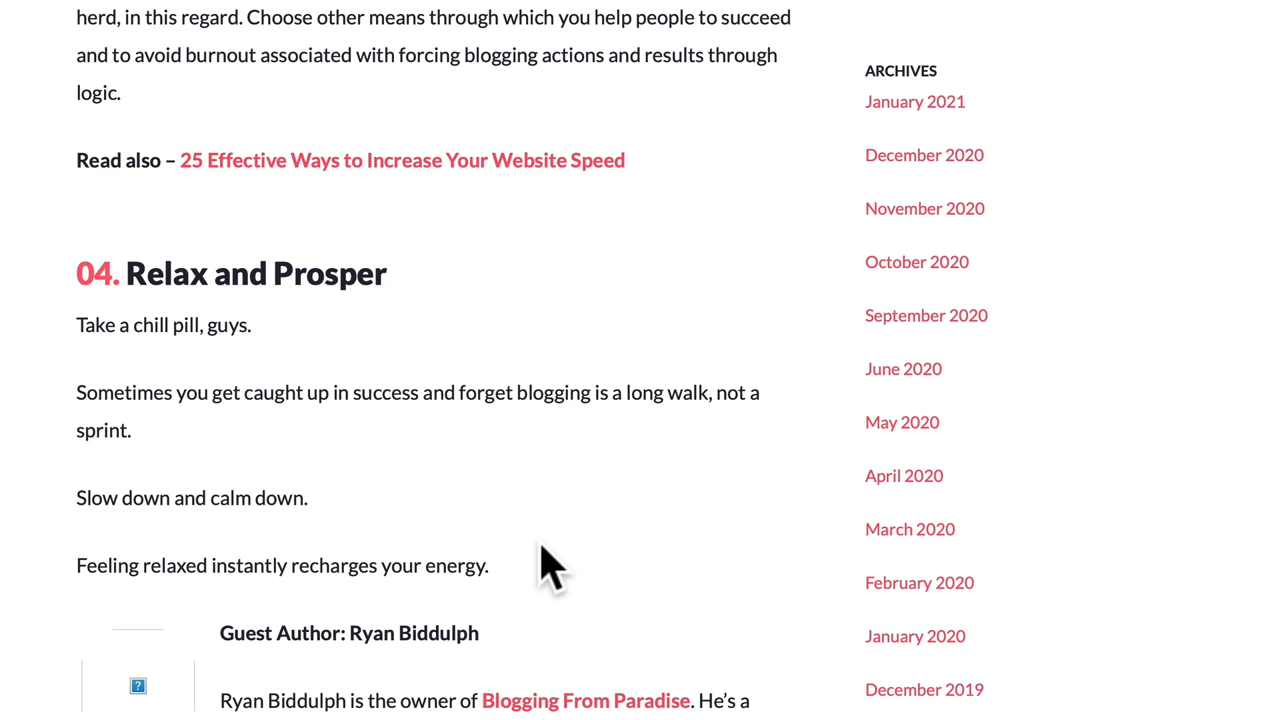 herd, in this regard. Choose other means through which you help people to succeed
and to avoid burnout associated with forcing blogging actions and results through
logic.
Read also – 25 Effective Ways to Increase Your Website Speed
04. Relax and Prosper
Take a chill pill, guys.
Sometimes you get caught up in success and forget blogging is a long walk, not a
sprint.
Slow down and calm down.
Feeling relaxed instantly recharges your energy.
Guest Author: Ryan Biddulph
Ryan Biddulph is the owner of Blogging From Paradise. He’s a
ARCHIVES
January 2021
December 2020
November 2020
October 2020
September 2020
June 2020
May 2020
April 2020
March 2020
February 2020
January 2020
December 2019